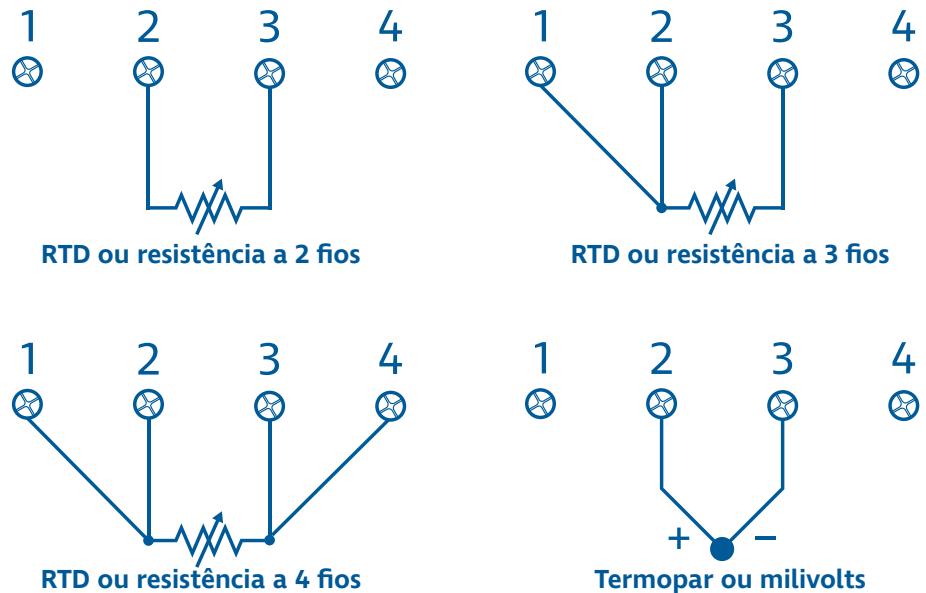 1 2 3 4
1 2 3 4
RTD ou resistência a 2 fios
RTD ou resistência a 3 fios
1 2 3 4
1 2 3 4
+ −
RTD ou resistência a 4 fios
Termopar ou milivolts